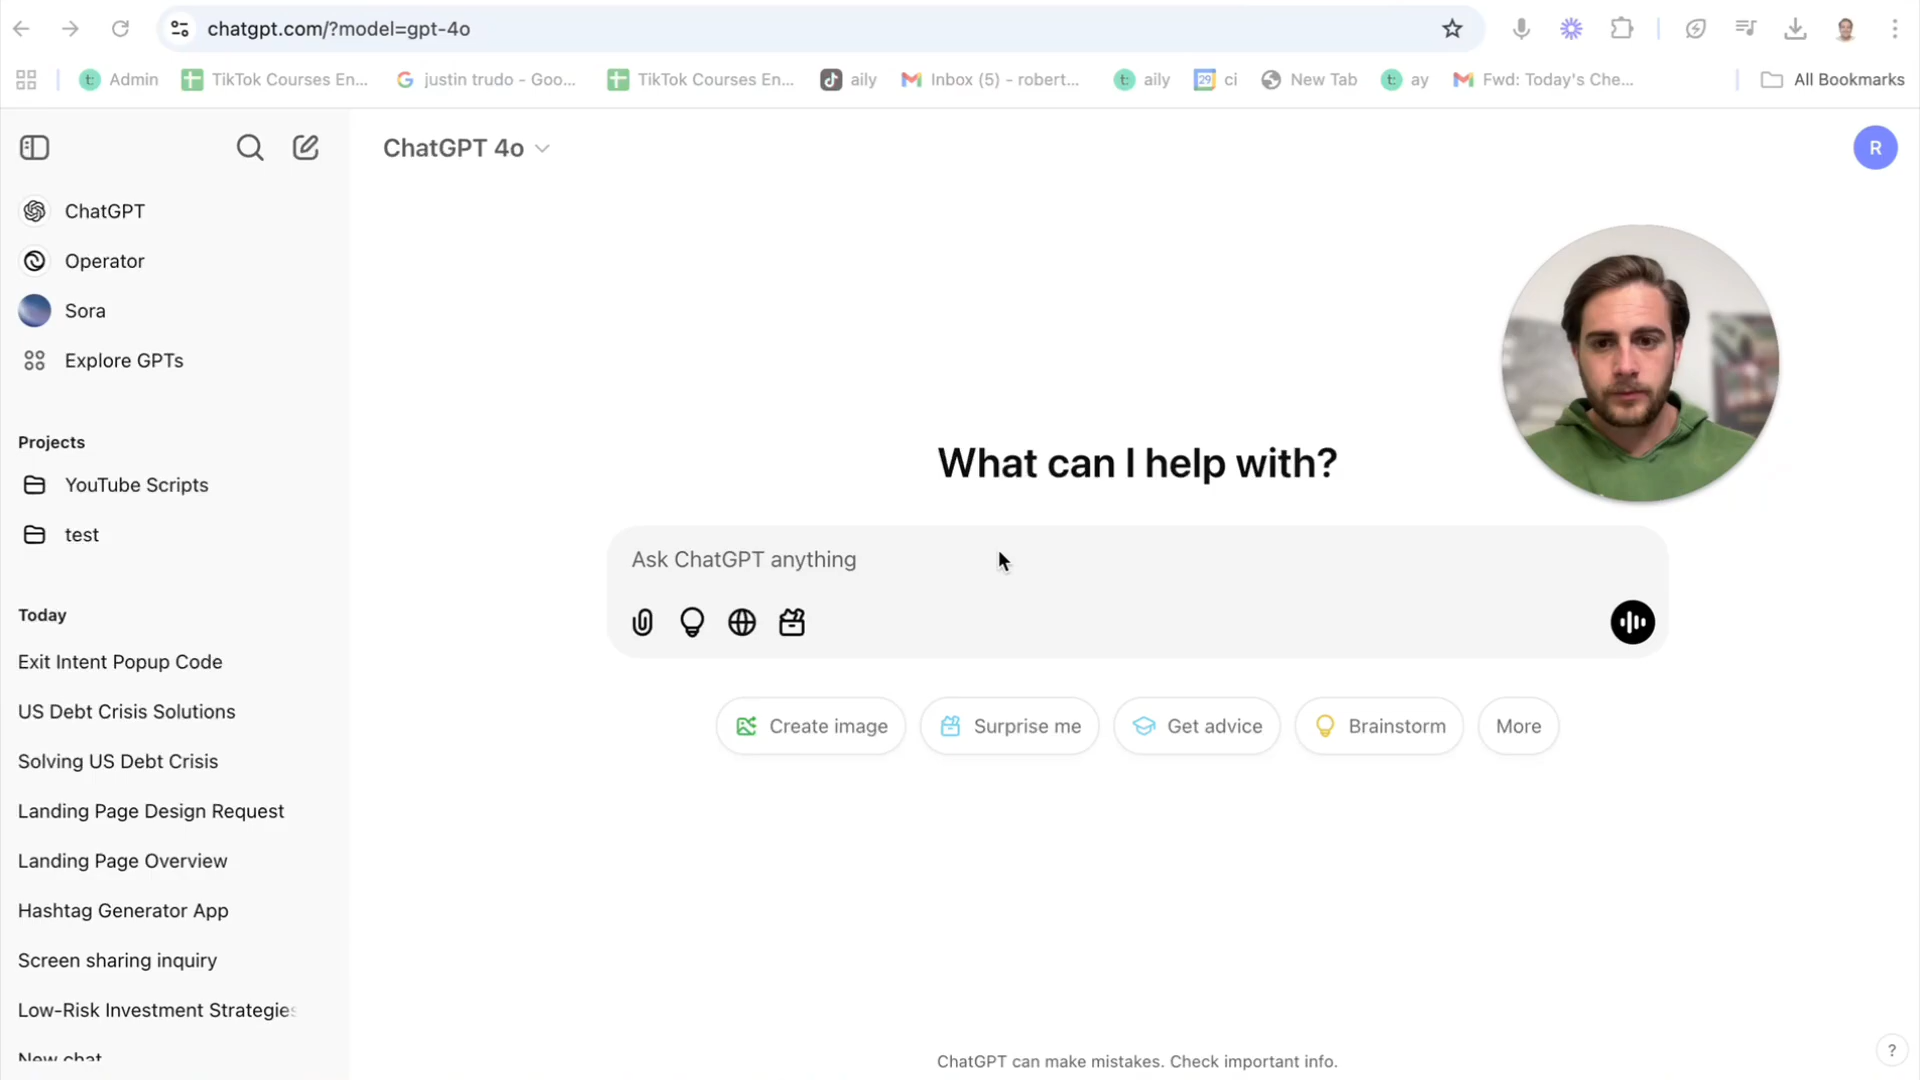 chatgpt.com/?model=gpt-4o
Admin
TikTok Courses En...
justin trudo - Goo...
TikTok Courses En...
aily
Inbox (5) - robert...
aily
29
ci
New Tab
ay
Fwd: Today's Che...
All Bookmarks
ChatGPT 4o
R
ChatGPT
Operator
Sora
Explore GPTs
Projects
YouTube Scripts
test
Today
Exit Intent Popup Code
US Debt Crisis Solutions
Solving US Debt Crisis
Landing Page Design Request
Landing Page Overview
Hashtag Generator App
Screen sharing inquiry
Low-Risk Investment Strategies
New chat
What can I help with?
Ask ChatGPT anything
Create image
Surprise me
Get advice
Brainstorm
More
ChatGPT can make mistakes. Check important info.
?